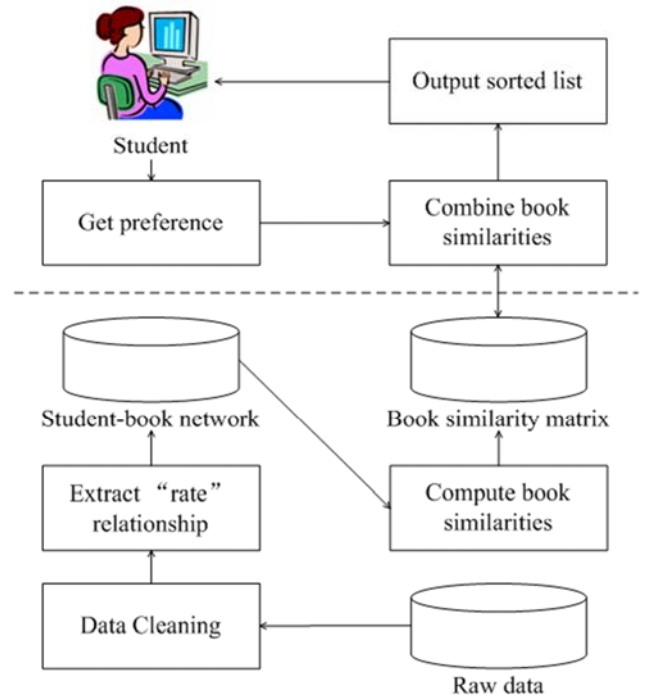 Output sorted list
Student
Get preference
Combine book
similarities
Student-book network
Book similarity matrix
Extract “rate”
relationship
Compute book
similarities
Data Cleaning
Raw data